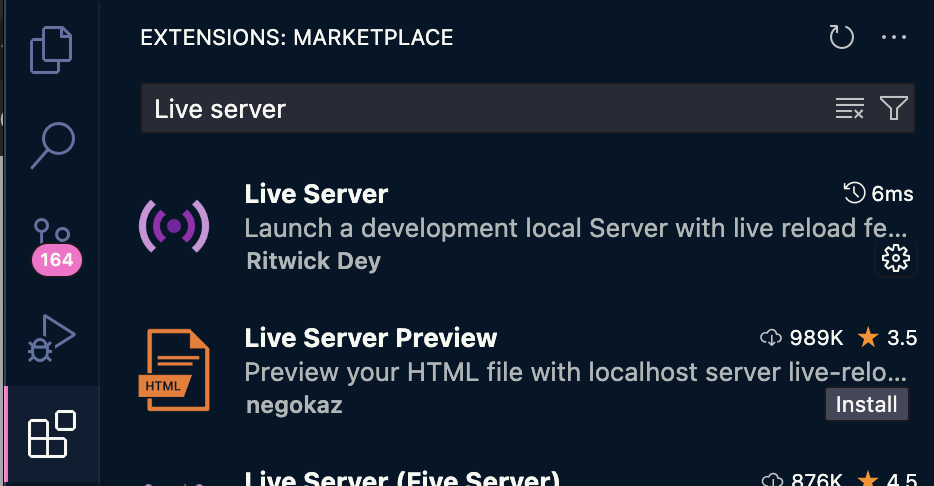 EXTENSIONS: MARKETPLACE
Live server
164
Live Server
6ms
Launch a development local Server with live reload fe...
Ritwick Dey
Live Server Preview
989K
3.5
Preview your HTML file with localhost server live-relo...
HTML
negokaz
Install
Live Server (Five Server)
876K
4.5